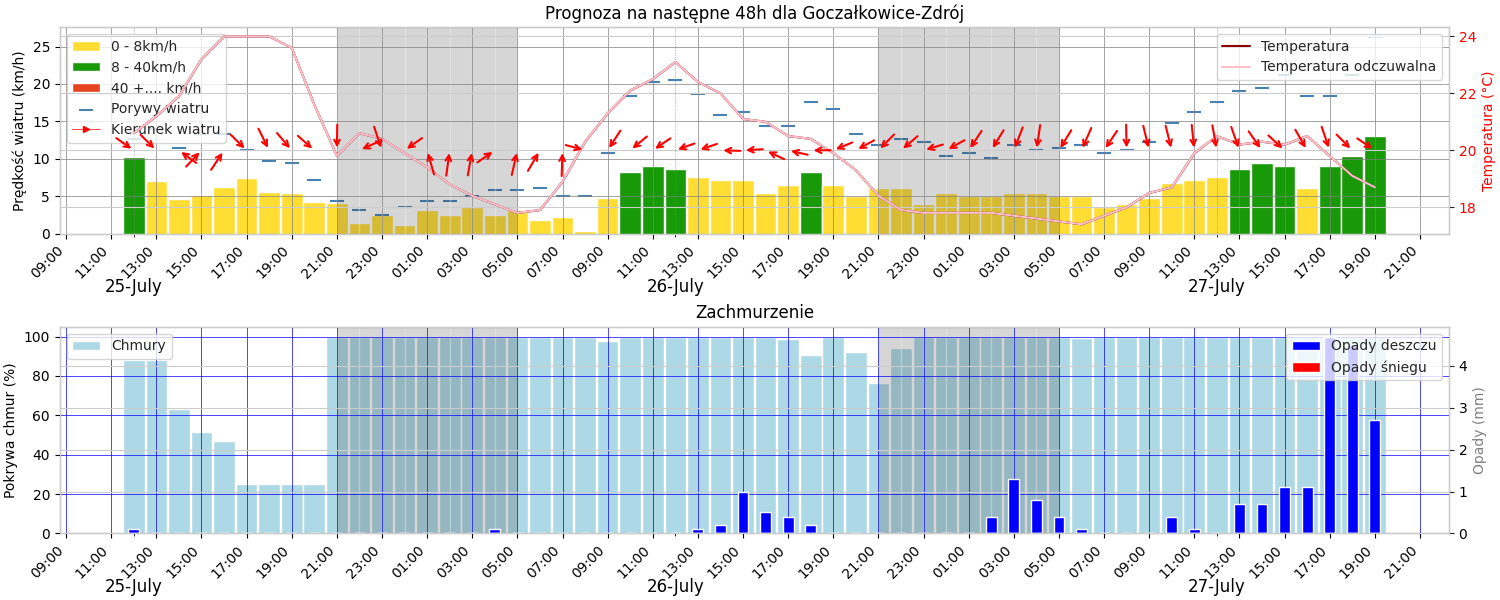 Prognoza na następne 48h dla Goczałkowice-Zdrój
Prędkość wiatru (km/h)
25
20
15
10
5
0
0 - 8km/h
8 - 40km/h
40 +.... km/h
Porywy wiatru
Kierunek wiatru
Temperatura
Temperatura odczuwalna
24
22
20
18
Temperatura (°C)
09:00 11:00 13:00 15:00 17:00 19:00 21:00 23:00 01:00 03:00 05:00 07:00 09:00 11:00 13:00 15:00 17:00 19:00 21:00 23:00 01:00 03:00 05:00 07:00 09:00 11:00 13:00 15:00 17:00 19:00 21:00
25-July 26-July 27-July
Zachmurzenie
Pokrywa chmur (%)
100
80
60
40
20
0
Chmury
Opady deszczu
Opady śniegu
4
3
2
1
0
Opady (mm)
09:00 11:00 13:00 15:00 17:00 19:00 21:00 23:00 01:00 03:00 05:00 07:00 09:00 11:00 13:00 15:00 17:00 19:00 21:00 23:00 01:00 03:00 05:00 07:00 09:00 11:00 13:00 15:00 17:00 19:00 21:00
25-July 26-July 27-July